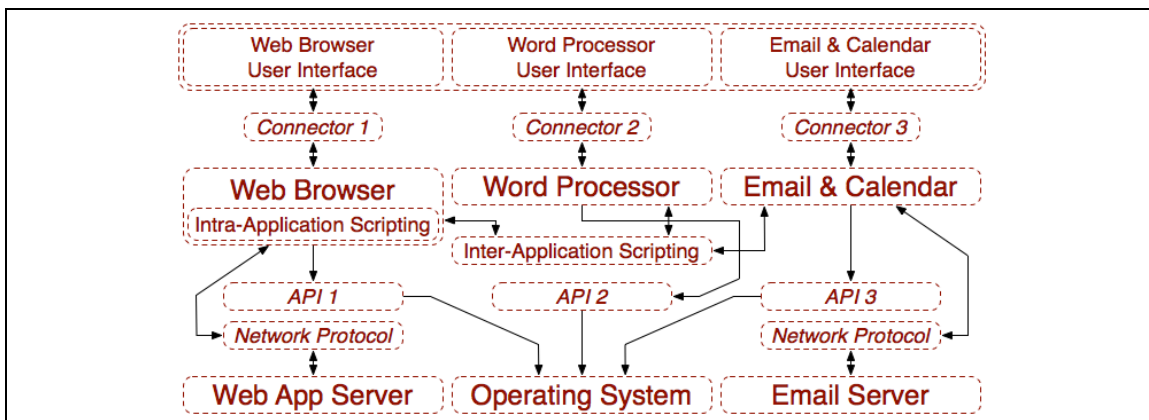 Web Browser
User Interface
Word Processor
User Interface
Email & Calendar
User Interface
Connector 1
Connector 2
Connector 3
Web Browser
Word Processor
Email & Calendar
Intra-Application Scripting
Inter-Application Scripting
API 1
API 2
API 3
Network Protocol
Network Protocol
Web App Server
Operating System
Email Server